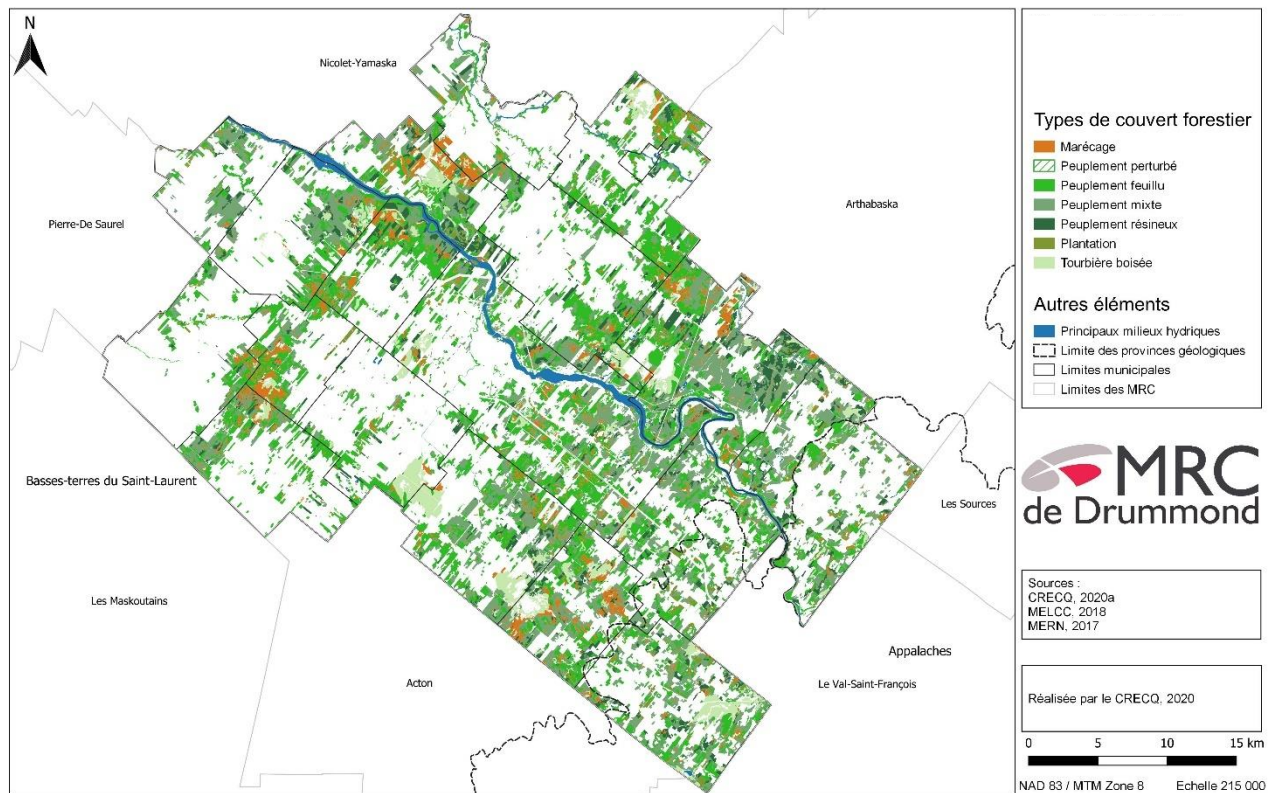 N
Nicolet-Yamaska
Arthabaska
Pierre-De Saurel
Basses-terres du Saint-Laurent
Les Sources
Les Maskoutains
Appalaches
Acton
Le Val-Saint-François
Types de couvert forestier
Marécage
Peuplement perturbé
Peuplement feuillu
Peuplement mixte
Peuplement résineux
Plantation
Tourbière boisée
Autres éléments
Principaux milieux hydriques
Limite des provinces géologiques
Limites municipales
Limites des MRC
MRC
de Drummond
Sources :
CRECQ, 2020a
MELCC, 2018
MERN, 2017
Réalisée par le CRECQ, 2020
0 5 10 15 km
NAD 83 / MTM Zone 8 Echelle 215 000